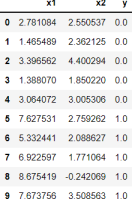 x1 x2 y
0 2.781084 2.550537 0.0
1 1.465489 2.362125 0.0
2 3.396562 4.400294 0.0
3 1.388070 1.850220 0.0
4 3.064072 3.005306 0.0
5 7.627531 2.759262 1.0
6 5.332441 2.088627 1.0
7 6.922597 1.771064 1.0
8 8.675419 -0.242069 1.0
9 7.673756 3.508563 1.0